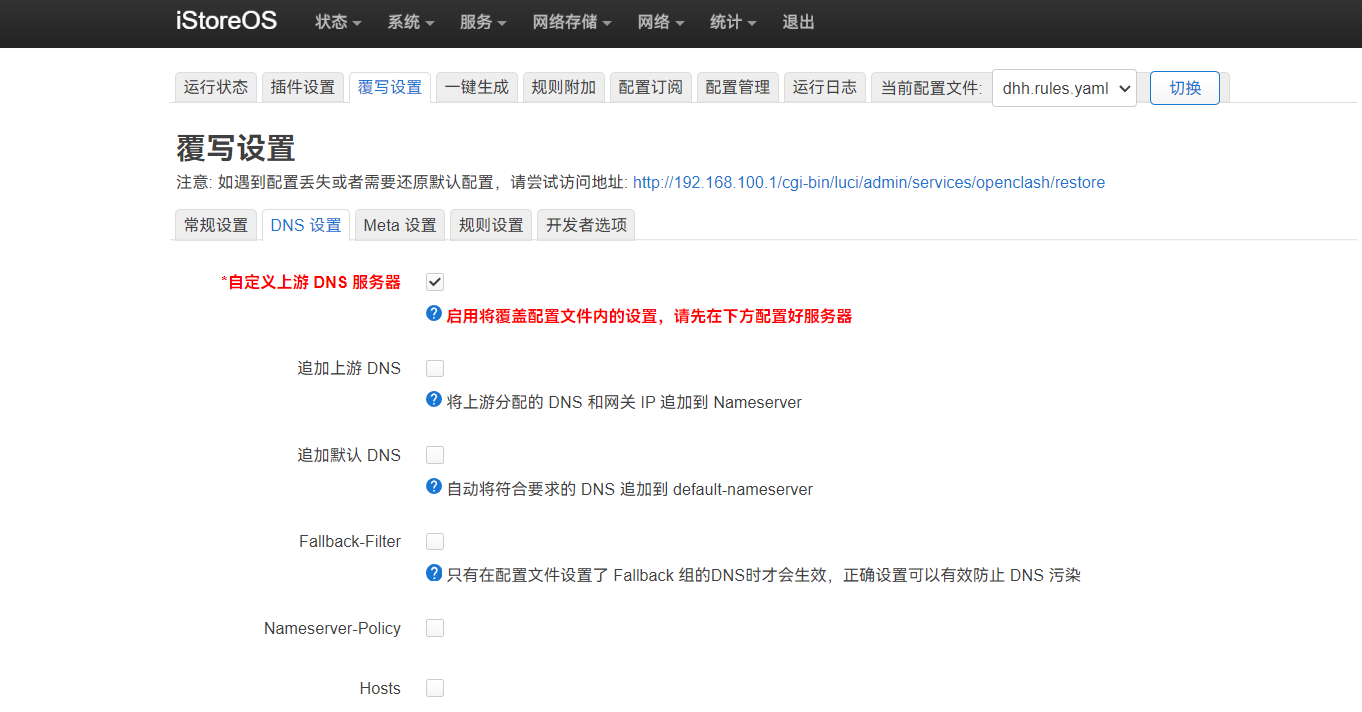 iStoreOS 状态 系统 服务 网络存储 网络 统计 退出
运行状态 插件设置 覆写设置 一键生成 规则附加 配置订阅 配置管理 运行日志 当前配置文件: dhh.rules.yaml 切换
覆写设置
注意: 如遇到配置丢失或者需要还原默认配置，请尝试访问地址: http://192.168.100.1/cgi-bin/luci/admin/services/openclash/restore
常规设置 DNS 设置 Meta 设置 规则设置 开发者选项
*自定义上游 DNS 服务器
启用将覆盖配置文件内的设置，请先在下方配置好服务器
追加上游 DNS
将上游分配的 DNS 和网关 IP 追加到 Nameserver
追加默认 DNS
自动将符合要求的 DNS 追加到 default-nameserver
Fallback-Filter
只有在配置文件设置了 Fallback 组的DNS时才会生效，正确设置可以有效防止 DNS 污染
Nameserver-Policy
Hosts